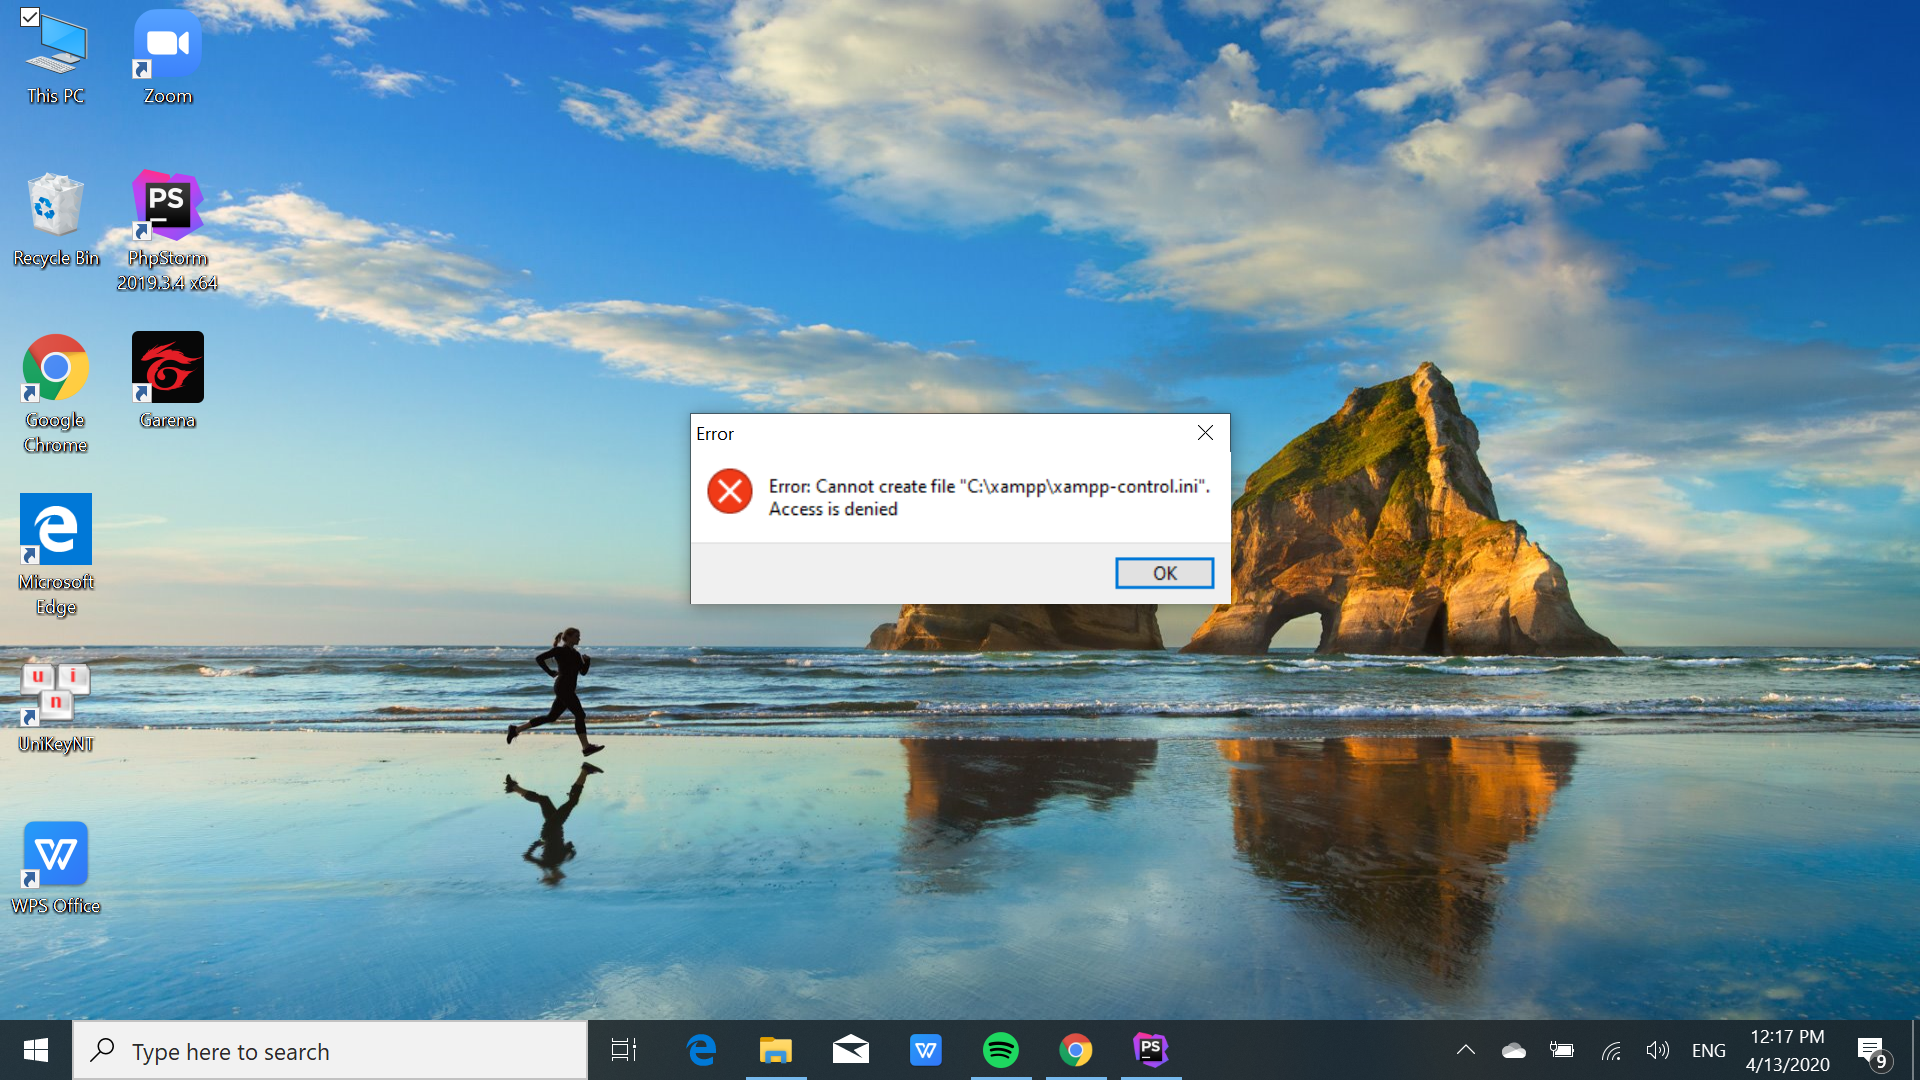 This PC
Zoom
Recycle Bin
PS
PhpStorm
2019.3.4 x64
Google
Chrome
Garena
Microsoft
Edge
u i
n
UniKeyNT
W
WPS Office
Error
Error: Cannot create file "C:\xampp\xampp-control.ini".
Access is denied
OK
Type here to search
W
PS
ENG
12:17 PM
4/13/2020
9